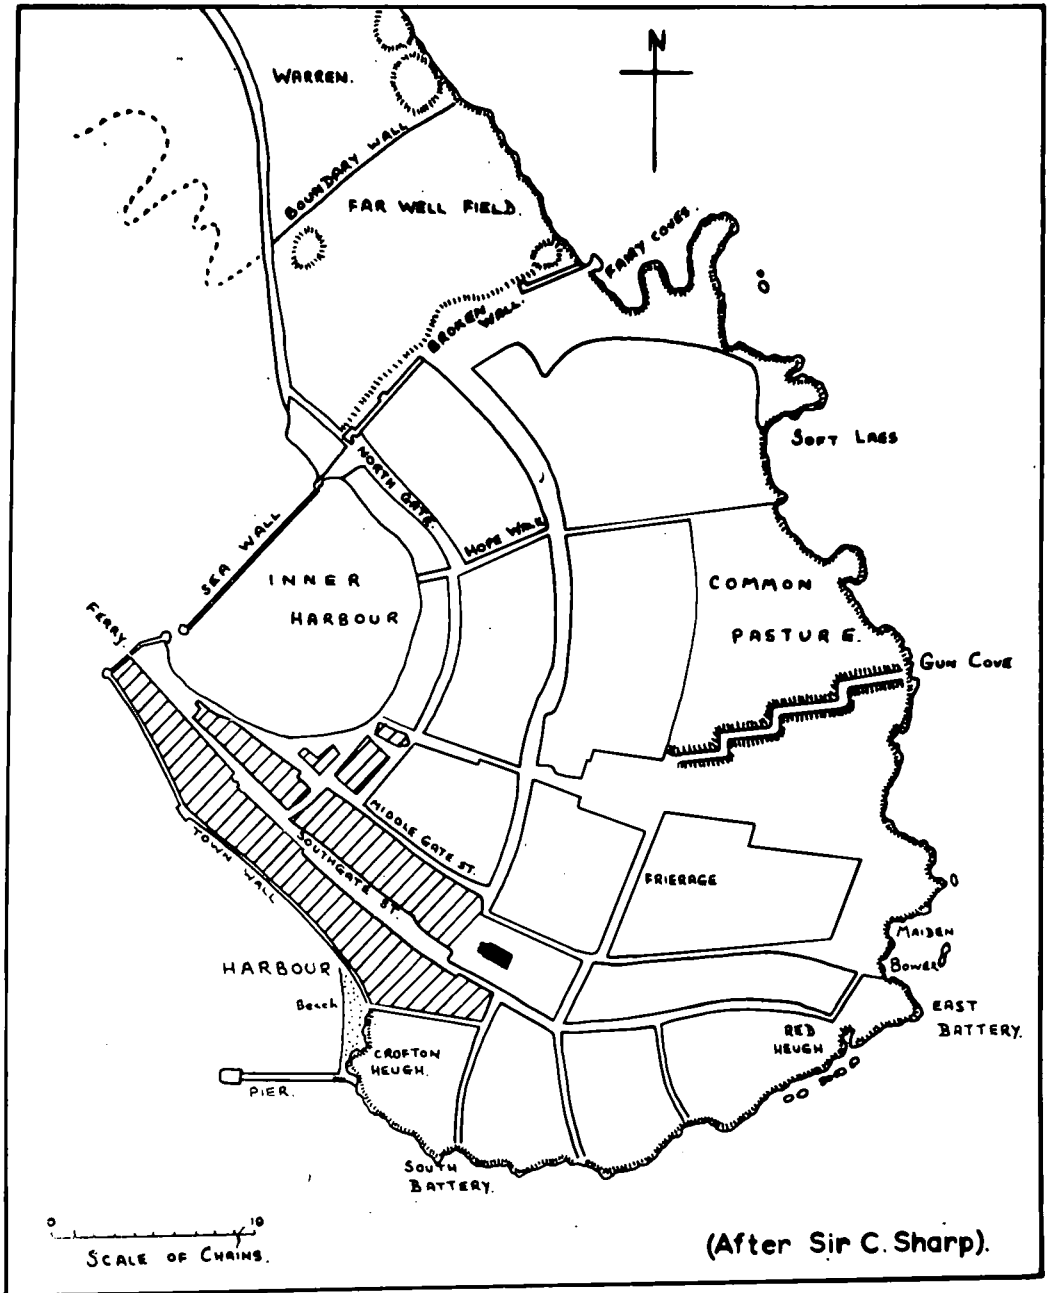 N
WARREN.
BOUNDARY WALL
FAR WELL FIELD.
FAIRY COVES.
BROKEN
WALL.
SOFT LAGS
NORTH GATE.
HOPE WALK
SEA WALL
INNER
HARBOUR
COMMON
PASTURE.
FERRY.
GUN COVE
MIDDLE GATE ST.
SOUTHGATE ST.
TOWN
WALL
FRIERAGE
MAIDEN
BOWER
HARBOUR
Beach
EAST
BATTERY.
RED
HEUGH
CROFTON
HEUGH.
PIER.
SOUTH
BATTERY.
0 10
SCALE OF CHAINS.
(After Sir C. Sharp).